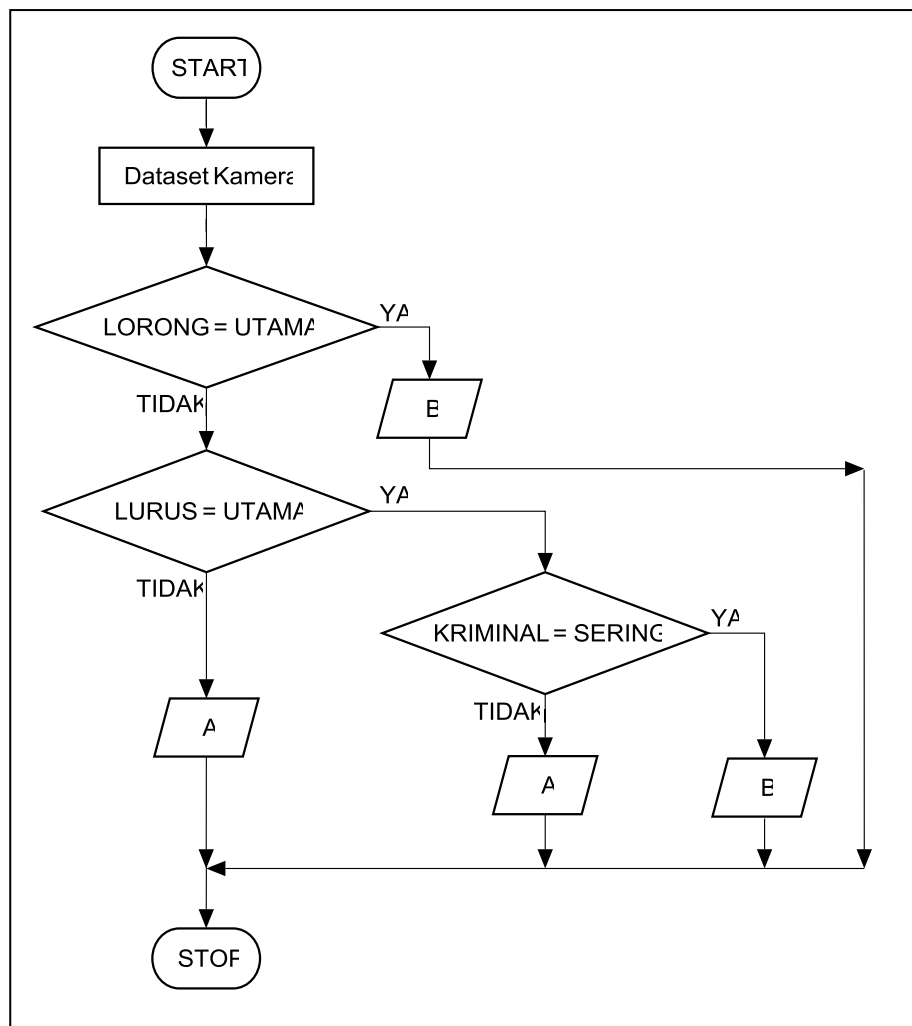 START
Dataset Kamera
LORONG = UTAMA
YA
B
TIDAK
LURUS = UTAMA
YA
TIDAK
KRIMINAL = SERING
YA
TIDAK
A
A
B
STOP